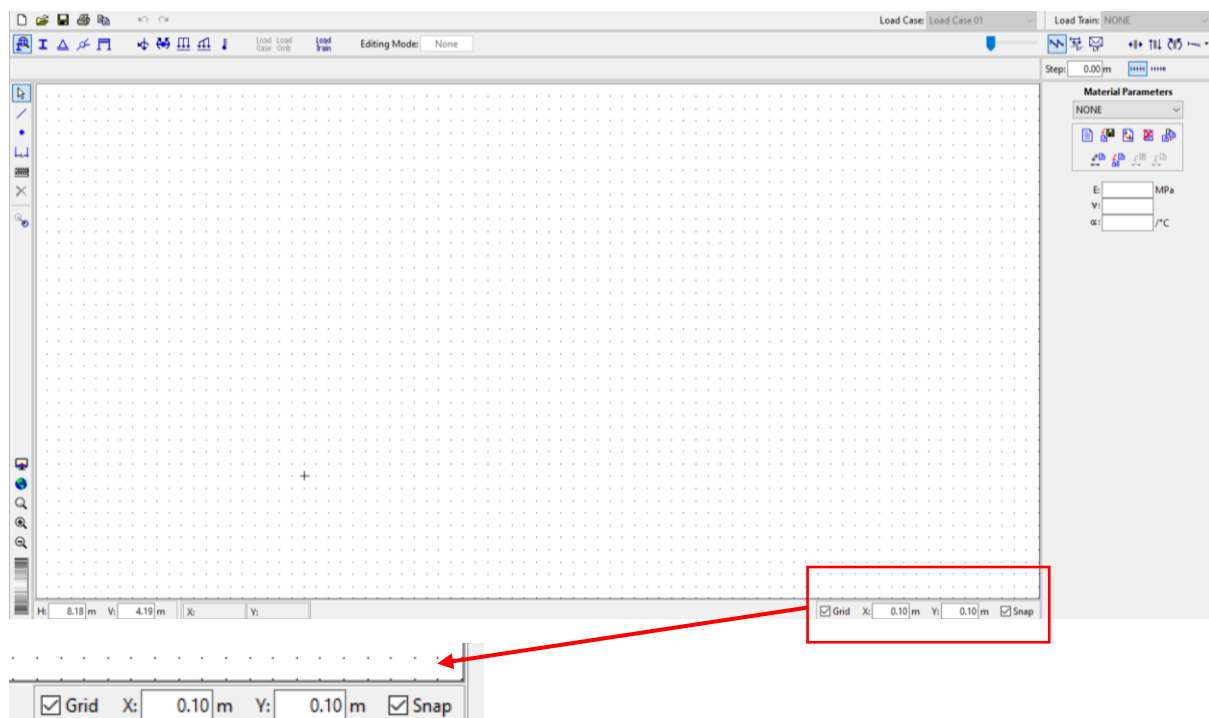 Load Case: Load Case 01 Load Train: NONE
Load Case Load Cmb Load Train Editing Mode: None
Step: 0.00 m
Material Parameters
NONE
E: MPa
ν:
α: /°C
H: 8.18 m V: 4.19 m X: Y: Grid X: 0.10 m Y: 0.10 m Snap
Grid X: 0.10 m Y: 0.10 m Snap